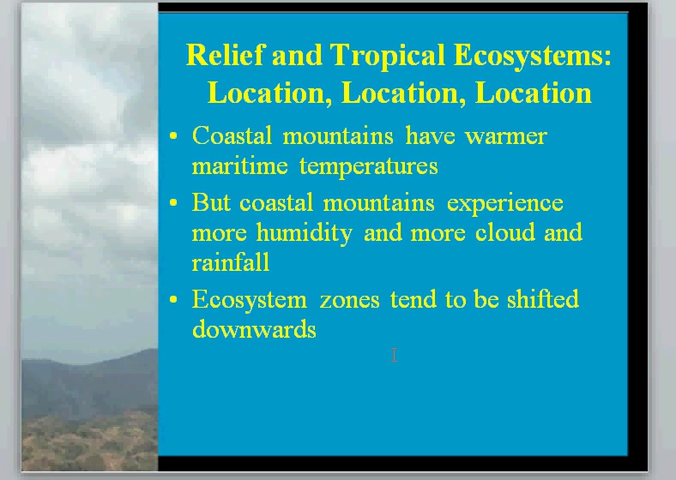 Relief and Tropical Ecosystems:
Location, Location, Location
• Coastal mountains have warmer
maritime temperatures
• But coastal mountains experience
more humidity and more cloud and
rainfall
• Ecosystem zones tend to be shifted
downwards